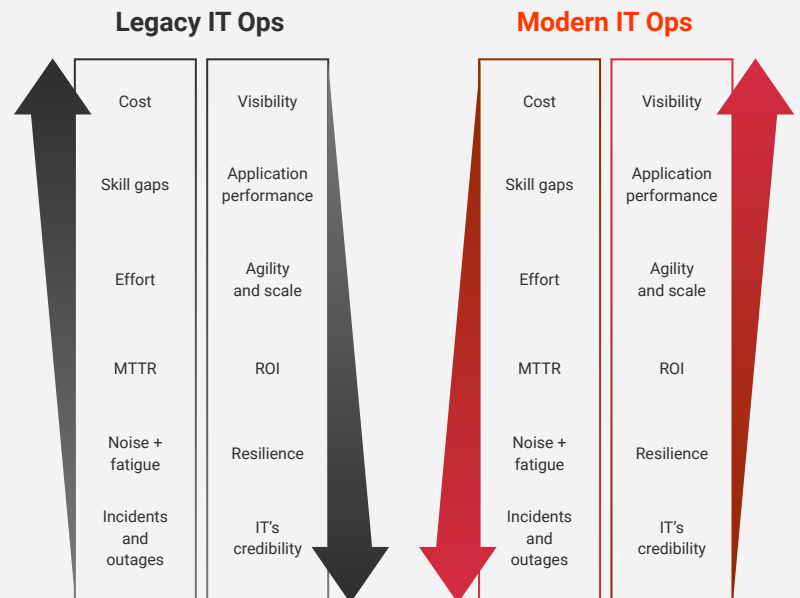 Legacy IT Ops
Cost
Skill gaps
Effort
MTTR
Noise +
fatigue
Incidents
and
outages
Visibility
Application
performance
Agility
and scale
ROI
Resilience
IT’s
credibility
Modern IT Ops
Cost
Skill gaps
Effort
MTTR
Noise +
fatigue
Incidents
and
outages
Visibility
Application
performance
Agility
and scale
ROI
Resilience
IT’s
credibility